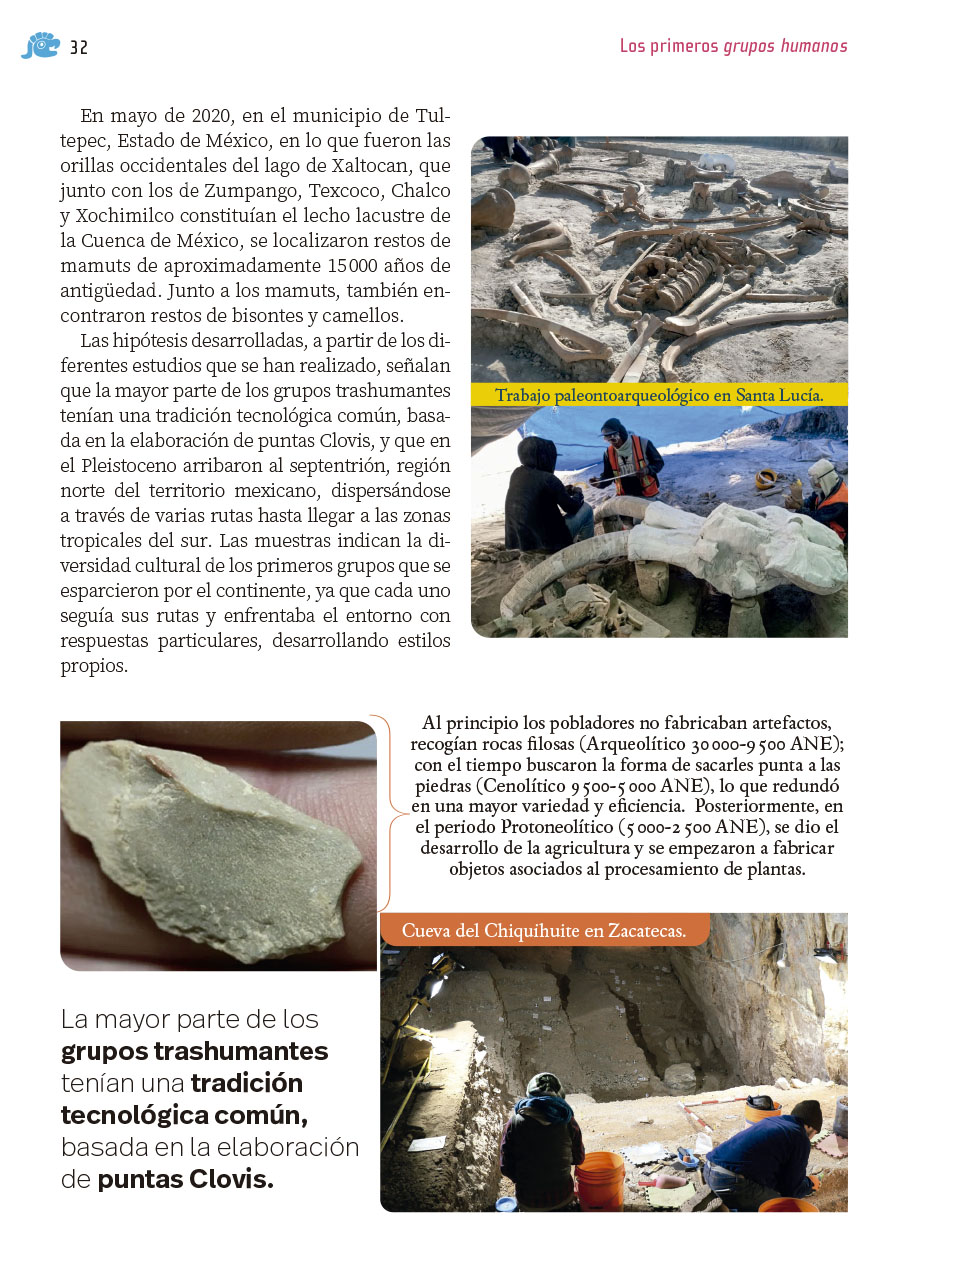 32
Los primeros grupos humanos
En mayo de 2020, en el municipio de Tul-
tepec, Estado de México, en lo que fueron las
orillas occidentales del lago de Xaltocan, que
junto con los de Zumpango, Texcoco, Chalco
y Xochimilco constituían el lecho lacustre de
la Cuenca de México, se localizaron restos de
mamuts de aproximadamente 15 000 años de
antigüedad. Junto a los mamuts, también en-
contraron restos de bisontes y camellos.
Las hipótesis desarrolladas, a partir de los di-
ferentes estudios que se han realizado, señalan
que la mayor parte de los grupos trashumantes
tenían una tradición tecnológica común, basa-
da en la elaboración de puntas Clovis, y que en
el Pleistoceno arribaron al septentrión, región
norte del territorio mexicano, dispersándose
a través de varias rutas hasta llegar a las zonas
tropicales del sur. Las muestras indican la di-
versidad cultural de los primeros grupos que se
esparcieron por el continente, ya que cada uno
seguía sus rutas y enfrentaba el entorno con
respuestas particulares, desarrollando estilos
propios.
Trabajo paleontoarqueológico en Santa Lucía.
Al principio los pobladores no fabricaban artefactos,
recogían rocas filosas (Arqueolítico 30 000-9 500 ANE);
con el tiempo buscaron la forma de sacarles punta a las
piedras (Cenolítico 9 500-5 000 ANE), lo que redundó
en una mayor variedad y eficiencia. Posteriormente, en
el periodo Protoneolítico (5 000-2 500 ANE), se dio el
desarrollo de la agricultura y se empezaron a fabricar
objetos asociados al procesamiento de plantas.
Cueva del Chiquíhuite en Zacatecas.
La mayor parte de los
grupos trashumantes
tenían una tradición
tecnológica común,
basada en la elaboración
de puntas Clovis.